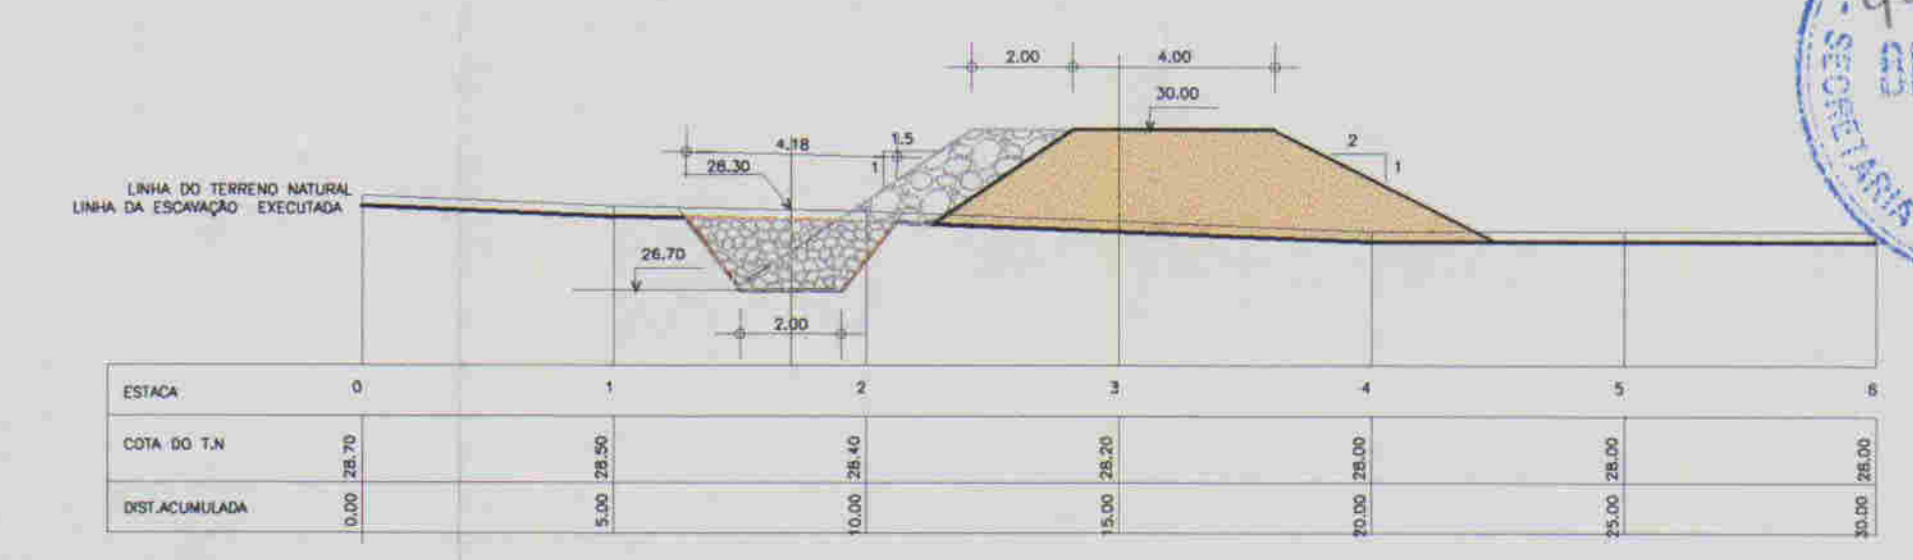 2.00 4.00
30.00
4.18 1.5
28.30 1
2
1
LINHA DO TERRENO NATURAL
LINHA DA ESCAVAÇÃO EXECUTADA
26.70
2.00
ESTACA 0 1 2 3 4 5 6
COTA DO T.N 28.70 28.50 28.40 28.20 28.00 28.00 28.00
DIST.ACUMULADA 0.00 5.00 10.00 15.00 20.00 25.00 30.00
SECRETARIA